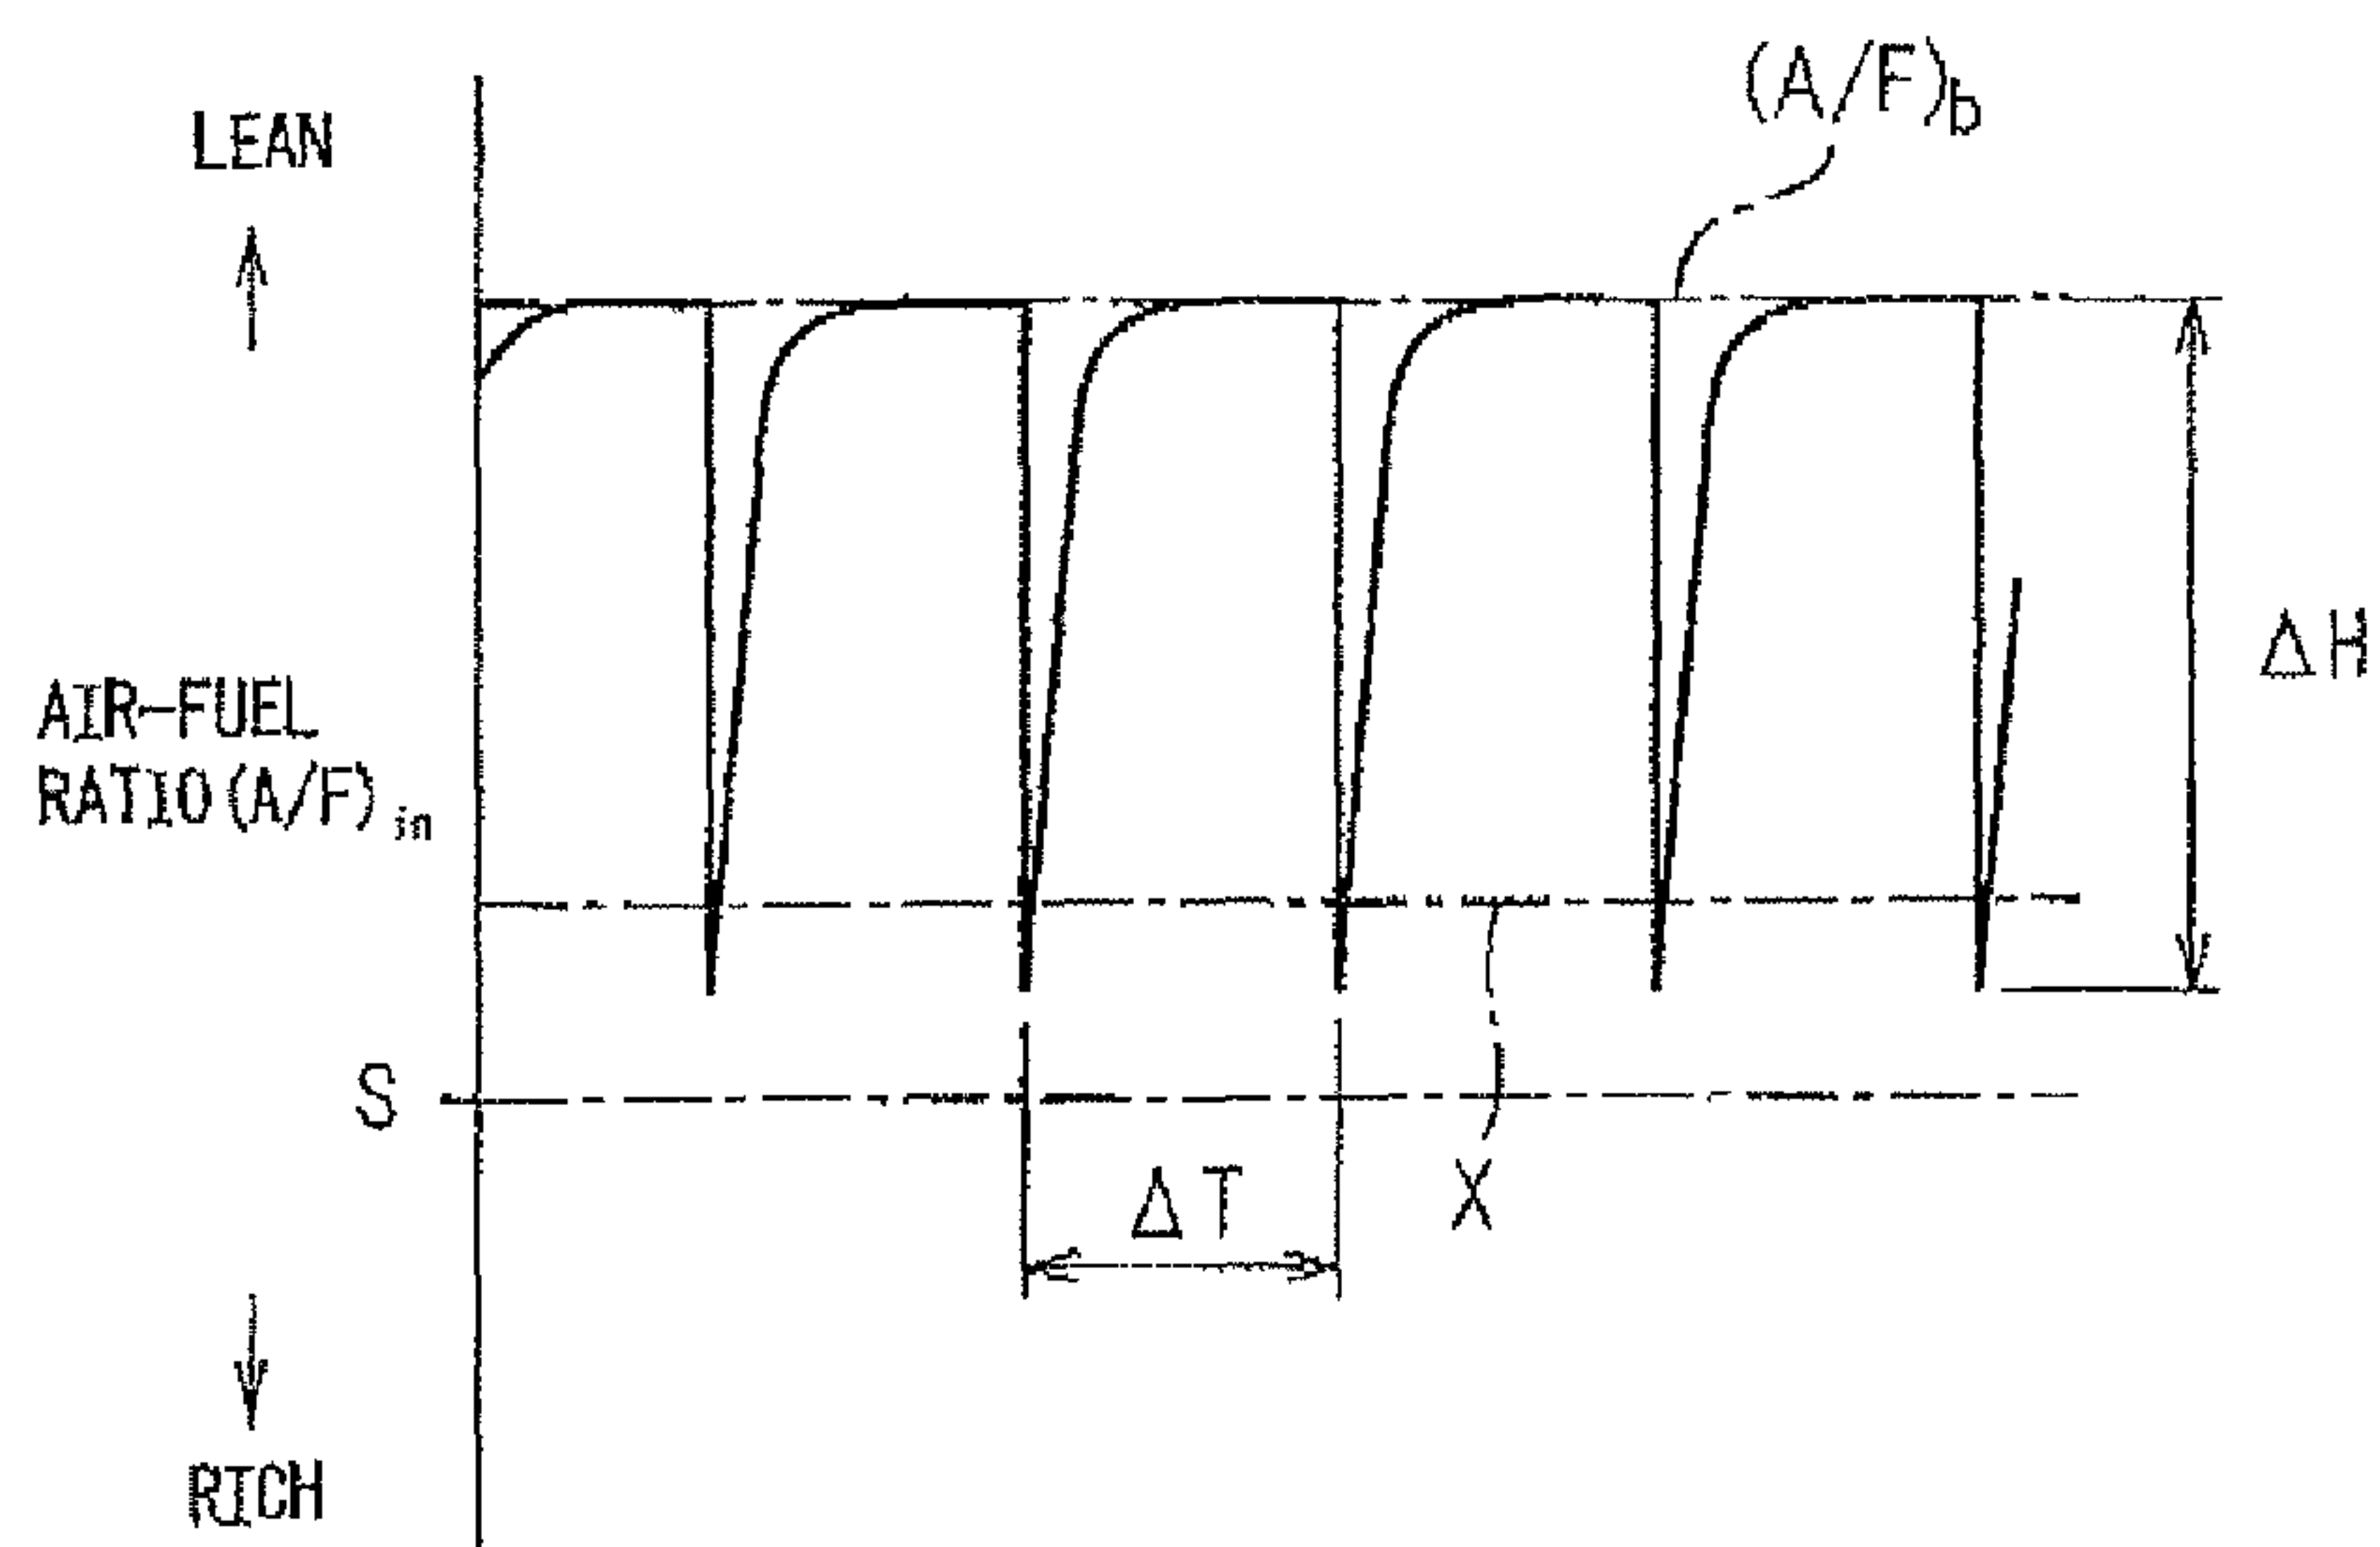 (A/F)b
LEAN
ΔH
AIR-FUEL
RATIO(A/F)in
S
ΔT
X
RICH